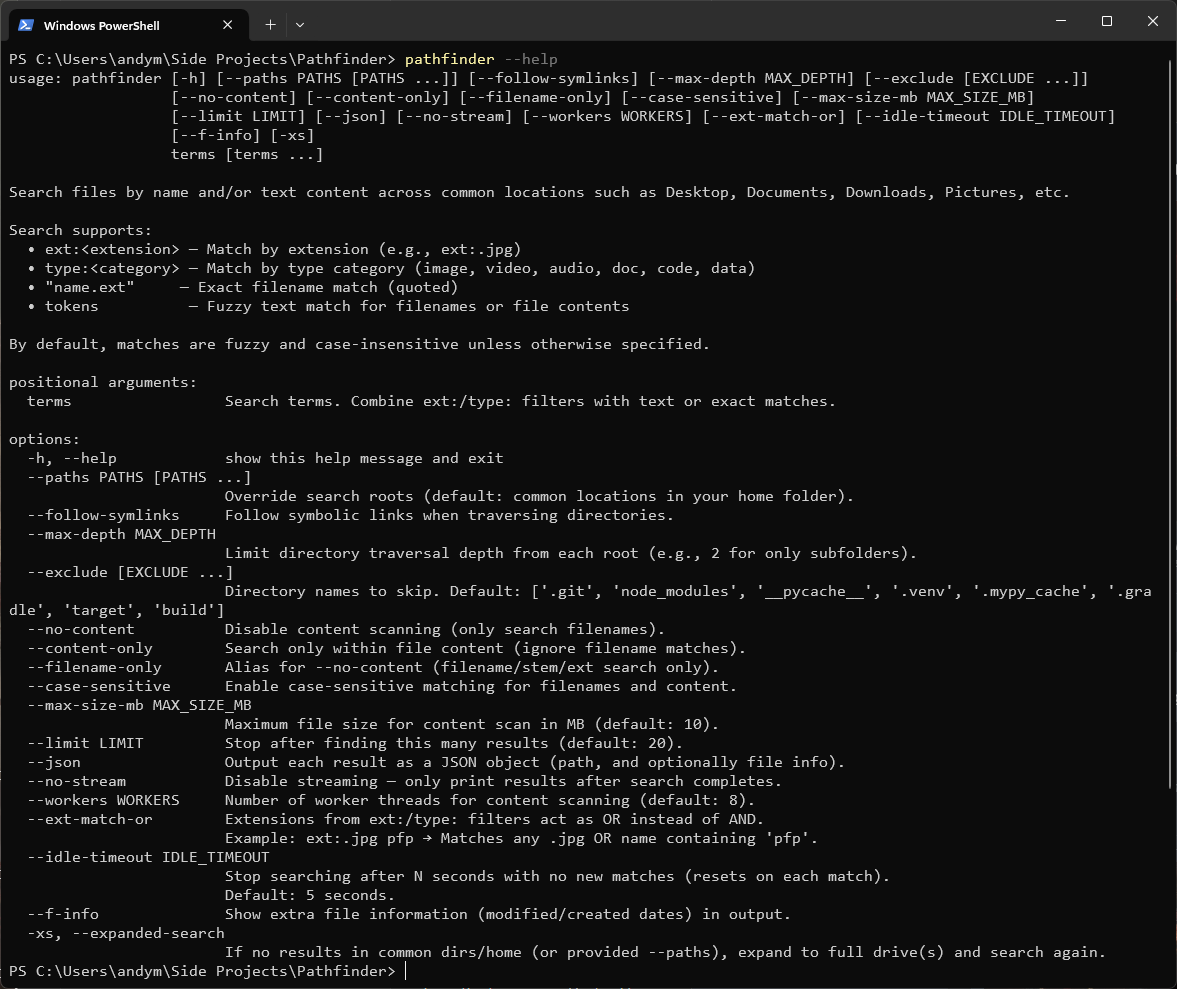 Windows PowerShell
PS C:\Users\andym\Side Projects\Pathfinder> pathfinder --help
usage: pathfinder [-h] [--paths PATHS [PATHS ...]] [--follow-symlinks] [--max-depth MAX_DEPTH] [--exclude [EXCLUDE ...]]
                  [--no-content] [--content-only] [--filename-only] [--case-sensitive] [--max-size-mb MAX_SIZE_MB]
                  [--limit LIMIT] [--json] [--no-stream] [--workers WORKERS] [--ext-match-or] [--idle-timeout IDLE_TIMEOUT]
                  [--f-info] [-xs]
                  terms [terms ...]

Search files by name and/or text content across common locations such as Desktop, Documents, Downloads, Pictures, etc.

Search supports:
  • ext:<extension> — Match by extension (e.g., ext:.jpg)
  • type:<category> — Match by type category (image, video, audio, doc, code, data)
  • "name.ext"     — Exact filename match (quoted)
  • tokens          — Fuzzy text match for filenames or file contents

By default, matches are fuzzy and case-insensitive unless otherwise specified.

positional arguments:
  terms                 Search terms. Combine ext:/type: filters with text or exact matches.

options:
  -h, --help            show this help message and exit
  --paths PATHS [PATHS ...]
                        Override search roots (default: common locations in your home folder).
  --follow-symlinks     Follow symbolic links when traversing directories.
  --max-depth MAX_DEPTH
                        Limit directory traversal depth from each root (e.g., 2 for only subfolders).
  --exclude [EXCLUDE ...]
                        Directory names to skip. Default: ['.git', 'node_modules', '__pycache__', '.venv', '.mypy_cache', '.gra
dle', 'target', 'build']
  --no-content          Disable content scanning (only search filenames).
  --content-only        Search only within file content (ignore filename matches).
  --filename-only       Alias for --no-content (filename/stem/ext search only).
  --case-sensitive      Enable case-sensitive matching for filenames and content.
  --max-size-mb MAX_SIZE_MB
                        Maximum file size for content scan in MB (default: 10).
  --limit LIMIT         Stop after finding this many results (default: 20).
  --json                Output each result as a JSON object (path, and optionally file info).
  --no-stream           Disable streaming — only print results after search completes.
  --workers WORKERS     Number of worker threads for content scanning (default: 8).
  --ext-match-or        Extensions from ext:/type: filters act as OR instead of AND.
                        Example: ext:.jpg pfp → Matches any .jpg OR name containing 'pfp'.
  --idle-timeout IDLE_TIMEOUT
                        Stop searching after N seconds with no new matches (resets on each match).
                        Default: 5 seconds.
  --f-info              Show extra file information (modified/created dates) in output.
  -xs, --expanded-search
                        If no results in common dirs/home (or provided --paths), expand to full drive(s) and search again.
PS C:\Users\andym\Side Projects\Pathfinder>